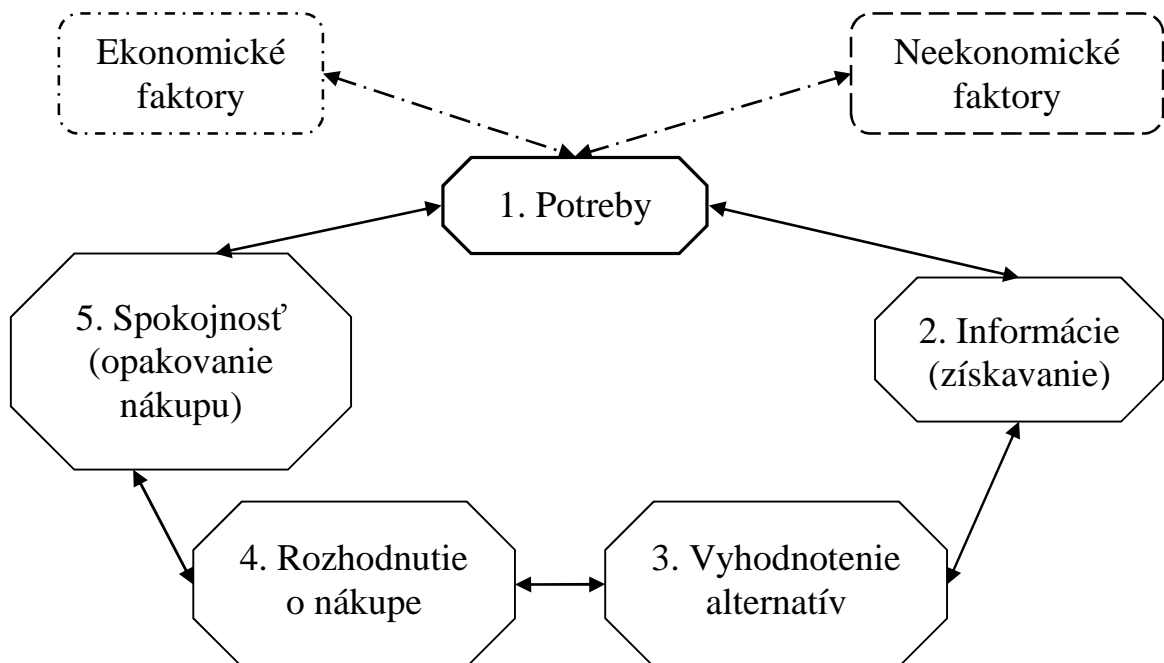 Ekonomické
faktory
Neekonomické
faktory
1. Potreby
5. Spokojnosť
(opakovanie
nákupu)
2. Informácie
(získavanie)
4. Rozhodnutie
o nákupe
3. Vyhodnotenie
alternatív